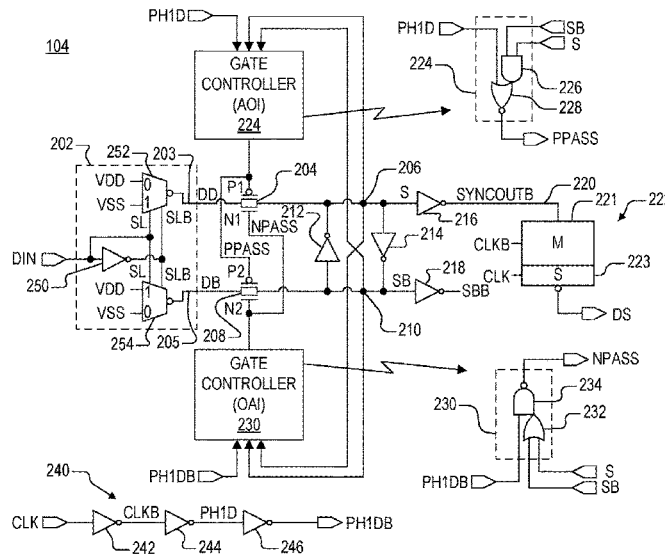 104
PH1D
GATE
CONTROLLER
(AOI)
224
PH1D
SB
S
224
226
228
PPASS
202
252
203
204
206
VDD
0
VSS
1
DD
P1
N1
NPASS
S
SYNCOUTB
220
216
221
222
SL
SLB
212
214
M
CLKB
DIN
SL
SLB
PPASS
250
CLK
S
223
VDD
1
VSS
0
DB
P2
N2
SB
218
SBB
DS
254
205
208
210
GATE
CONTROLLER
(OAI)
230
NPASS
234
232
230
PH1DB
S
SB
PH1DB
240
CLK
CLKB
PH1D
PH1DB
242
244
246